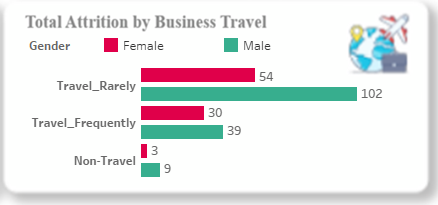 Total Attrition by Business Travel
Gender Female Male
Travel_Rarely 54
102
Travel_Frequently 30
39
Non-Travel 3
9